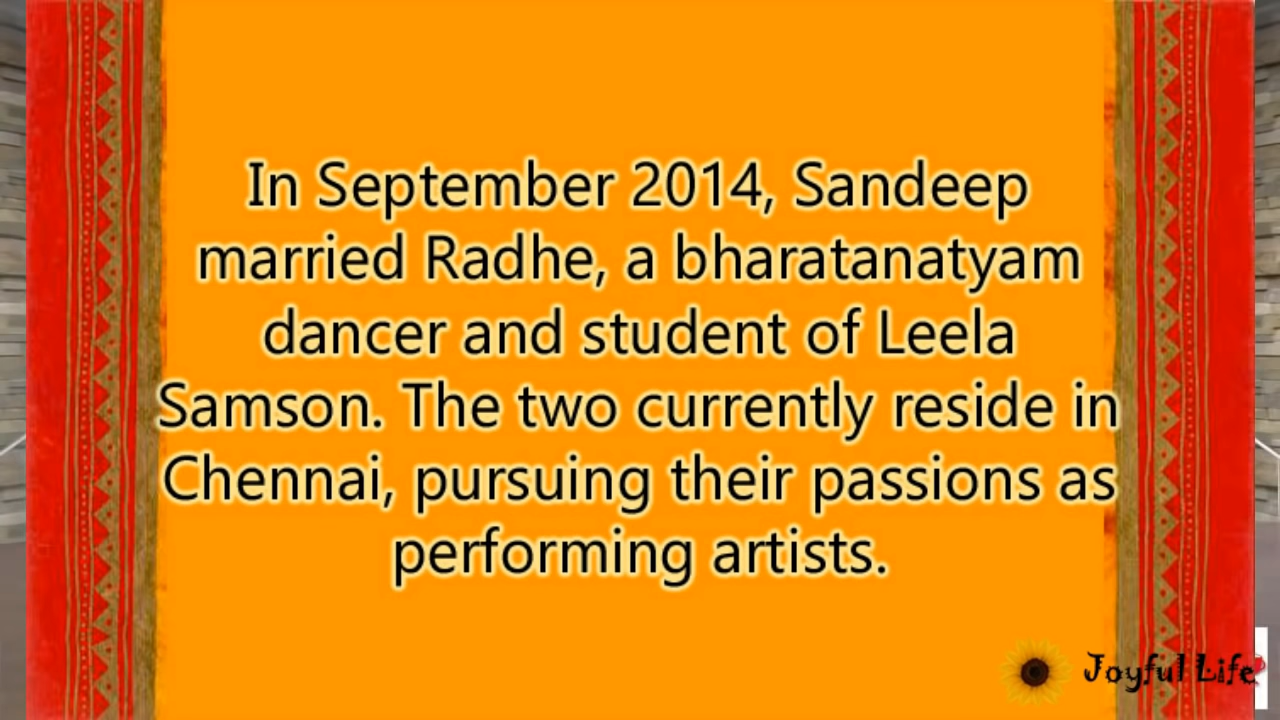 In September 2014, Sandeep
married Radhe, a bharatanatyam
dancer and student of Leela
Samson. The two currently reside in
Chennai, pursuing their passions as
performing artists.
Joyful Life